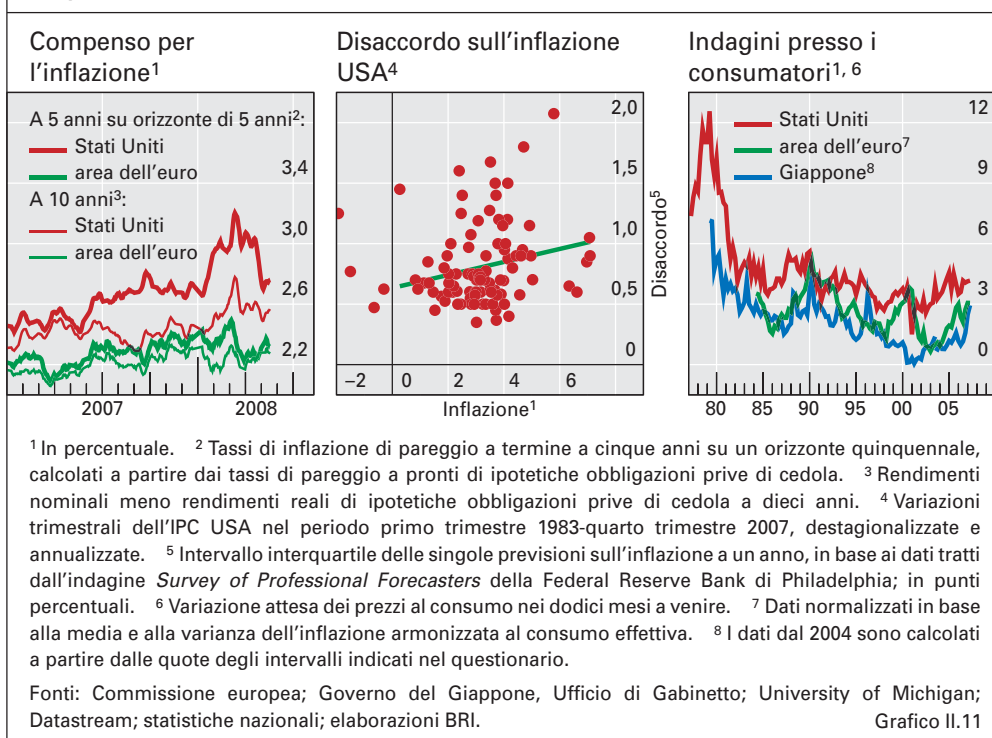 Compenso per
l'inflazione¹
A 5 anni su orizzonte di 5 anni²:
Stati Uniti
area dell'euro
A 10 anni³:
Stati Uniti
area dell'euro
3,4
3,0
2,6
2,2
2007
2008
Disaccordo sull'inflazione
USA⁴
2,0
1,5
1,0
0,5
0
Disaccordo⁵
–2
0
2
4
6
Inflazione¹
Indagini presso i
consumatori¹, ⁶
Stati Uniti
area dell'euro⁷
Giappone⁸
12
9
6
3
0
80
85
90
95
00
05
¹ In percentuale. ² Tassi di inflazione di pareggio a termine a cinque anni su un orizzonte quinquennale,
calcolati a partire dai tassi di pareggio a pronti di ipotetiche obbligazioni prive di cedola. ³ Rendimenti
nominali meno rendimenti reali di ipotetiche obbligazioni prive di cedola a dieci anni. ⁴ Variazioni
trimestrali dell'IPC USA nel periodo primo trimestre 1983-quarto trimestre 2007, destagionalizzate e
annualizzate. ⁵ Intervallo interquartile delle singole previsioni sull'inflazione a un anno, in base ai dati tratti
dall'indagine Survey of Professional Forecasters della Federal Reserve Bank di Philadelphia; in punti
percentuali. ⁶ Variazione attesa dei prezzi al consumo nei dodici mesi a venire. ⁷ Dati normalizzati in base
alla media e alla varianza dell'inflazione armonizzata al consumo effettiva. ⁸ I dati dal 2004 sono calcolati
a partire dalle quote degli intervalli indicati nel questionario.
Fonti: Commissione europea; Governo del Giappone, Ufficio di Gabinetto; University of Michigan;
Datastream; statistiche nazionali; elaborazioni BRI.
Grafico II.11